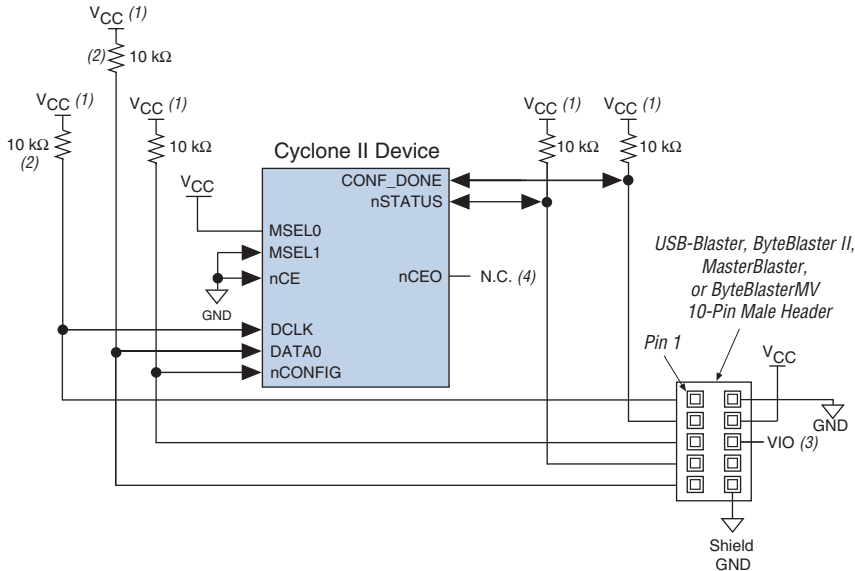 VCC (1)
(2) 10 kΩ
VCC (1)
10 kΩ
(2)
VCC (1)
10 kΩ
VCC (1)
10 kΩ
VCC (1)
10 kΩ
Cyclone II Device
VCC
CONF_DONE
nSTATUS
MSEL0
MSEL1
nCE
GND
nCEO
N.C. (4)
DCLK
DATA0
nCONFIG
USB-Blaster, ByteBlaster II,
MasterBlaster,
or ByteBlasterMV
10-Pin Male Header
Pin 1
VCC
GND
VIO (3)
Shield
GND